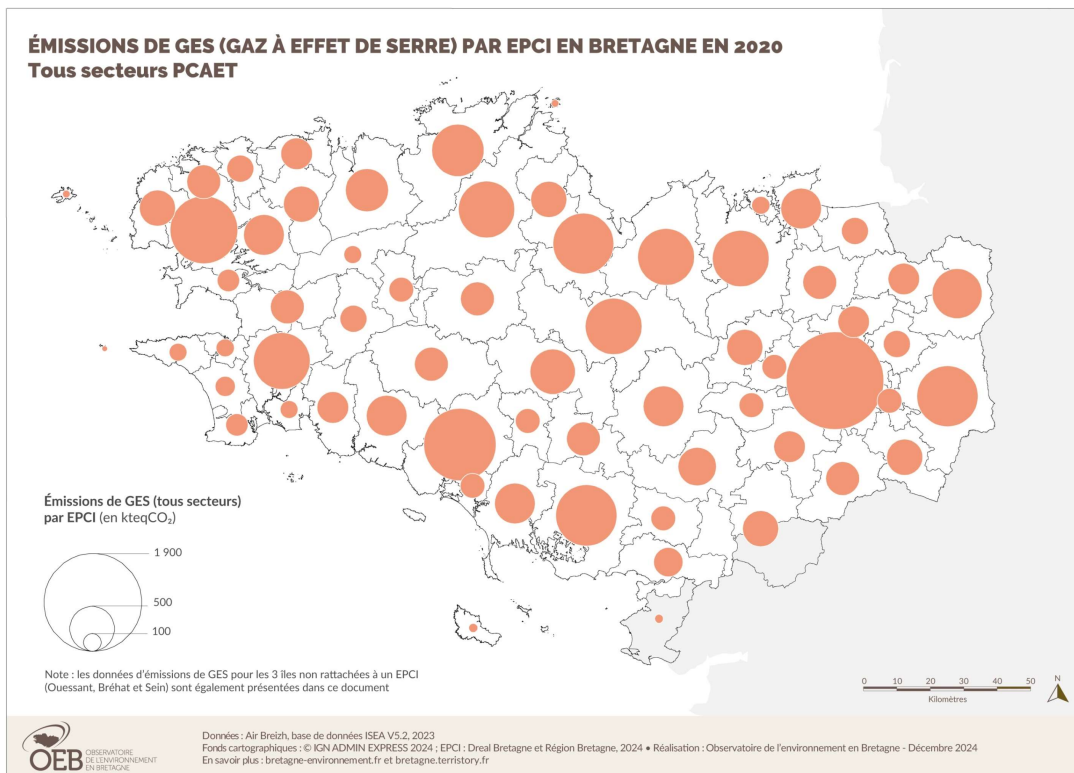 ÉMISSIONS DE GES (GAZ À EFFET DE SERRE) PAR EPCI EN BRETAGNE EN 2020
Tous secteurs PCAET
Émissions de GES (tous secteurs)
par EPCI (en kteqCO₂)
1 900
500
100
Note : les données d'émissions de GES pour les 3 îles non rattachées à un EPCI
(Ouessant, Bréhat et Sein) sont également présentées dans ce document
0 10 20 30 40 50
Kilomètres
N
OEB
OBSERVATOIRE
DE L'ENVIRONNEMENT
EN BRETAGNE
Données : Air Breizh, base de données ISEA V5.2, 2023
Fonds cartographiques : © IGN ADMIN EXPRESS 2024 ; EPCI : Dreal Bretagne et Région Bretagne, 2024 • Réalisation : Observatoire de l'environnement en Bretagne - Décembre 2024
En savoir plus : bretagne-environnement.fr et bretagne.terristory.fr